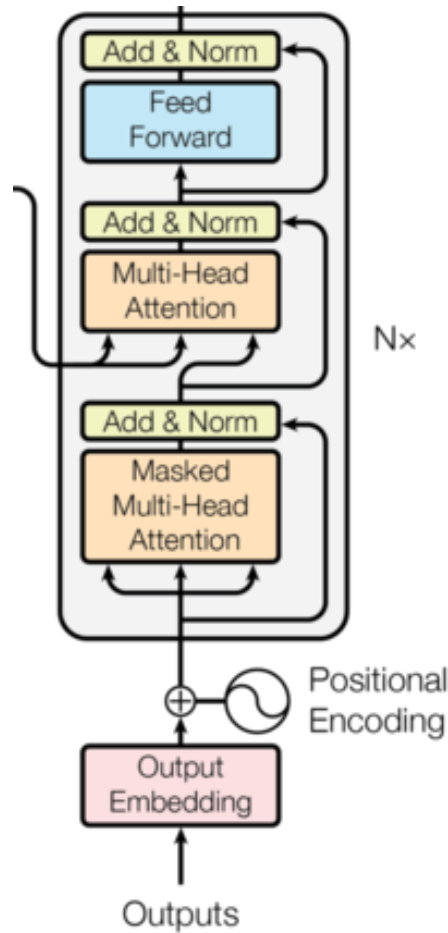 Add & Norm
Feed
Forward
Add & Norm
Multi-Head
Attention
N×
Add & Norm
Masked
Multi-Head
Attention
Positional
Encoding
Output
Embedding
Outputs